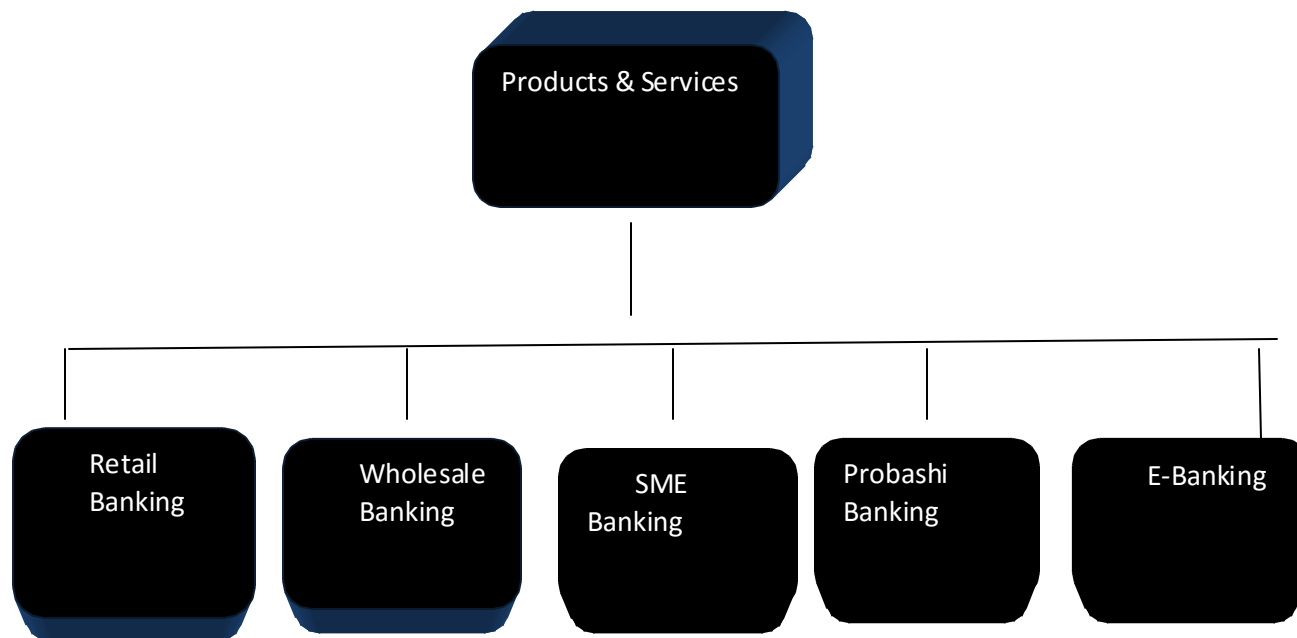 Products & Services
Retail
Banking
Wholesale
Banking
SME
Banking
Probashi
Banking
E-Banking